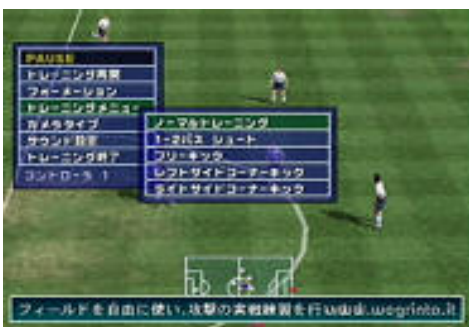 PAUSE
トレーニング再開
フォーメーション
トレーニングメニュー
カメラタイプ
サウンド設定
トレーニング終了
コントローラ 1
ノーマルトレーニング
1-2パス シュート
フリーキック
レフトサイドコーナーキック
ライトサイドコーナーキック
フィールドを自由に使い、攻撃の実戦練習を行
www.wogrinto.it